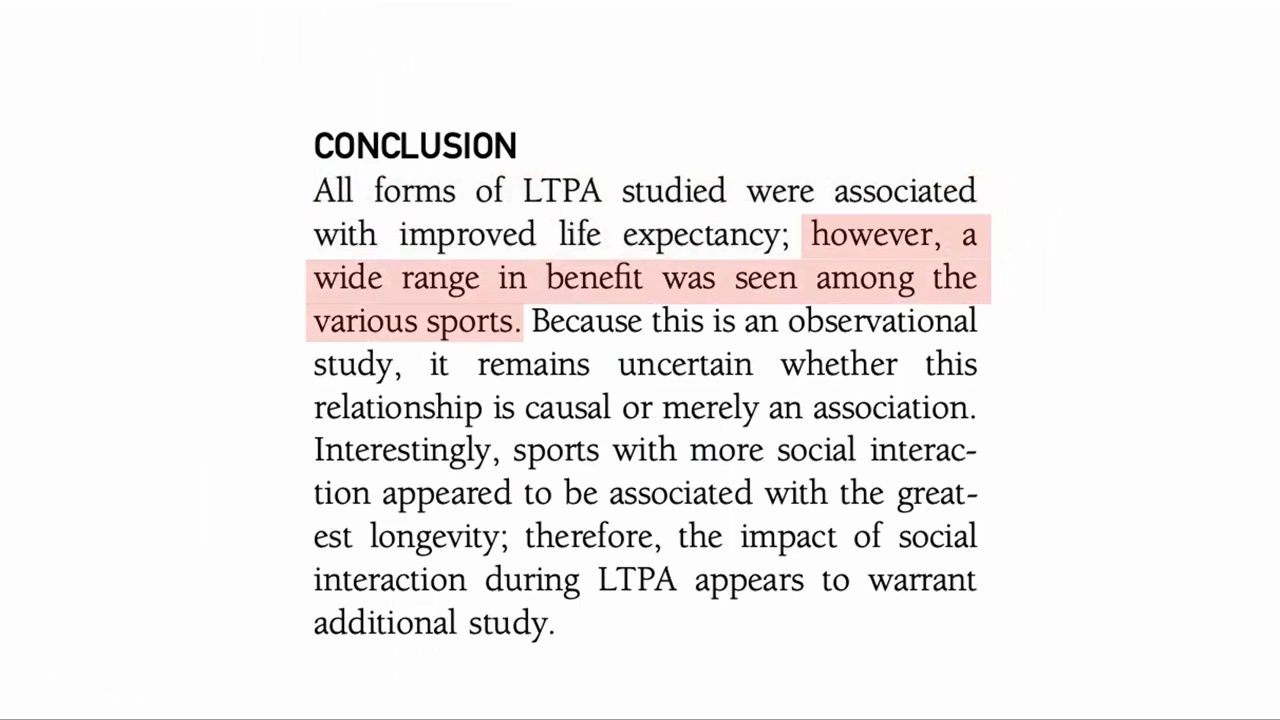 CONCLUSION
All forms of LTPA studied were associated
with improved life expectancy; however, a
wide range in benefit was seen among the
various sports. Because this is an observational
study, it remains uncertain whether this
relationship is causal or merely an association.
Interestingly, sports with more social interac-
tion appeared to be associated with the great-
est longevity; therefore, the impact of social
interaction during LTPA appears to warrant
additional study.